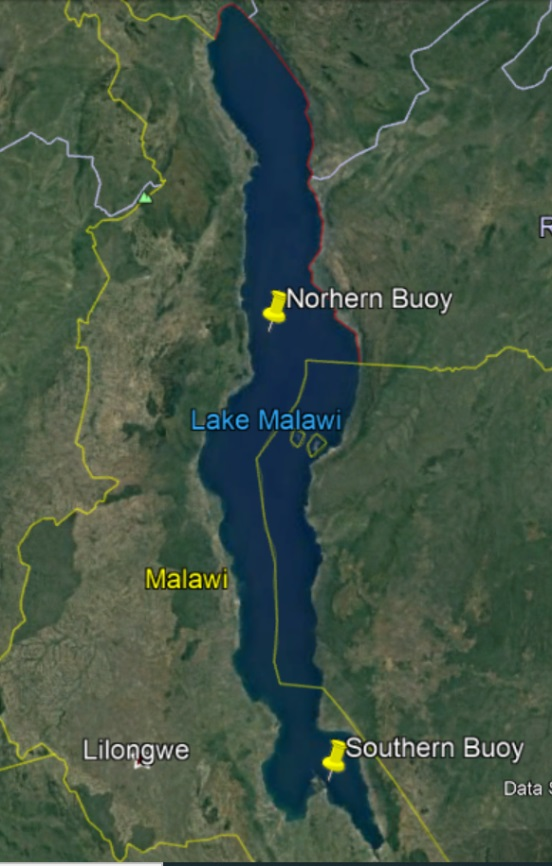 R
Norhern Buoy
Lake Malawi
Malawi
Lilongwe
Southern Buoy
Data S